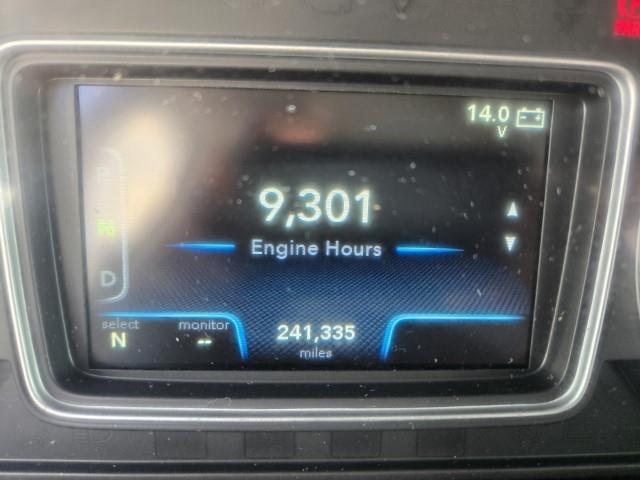 14.0
V
9,301
Engine Hours
P
N
D
select
monitor
N
--
241,335
miles